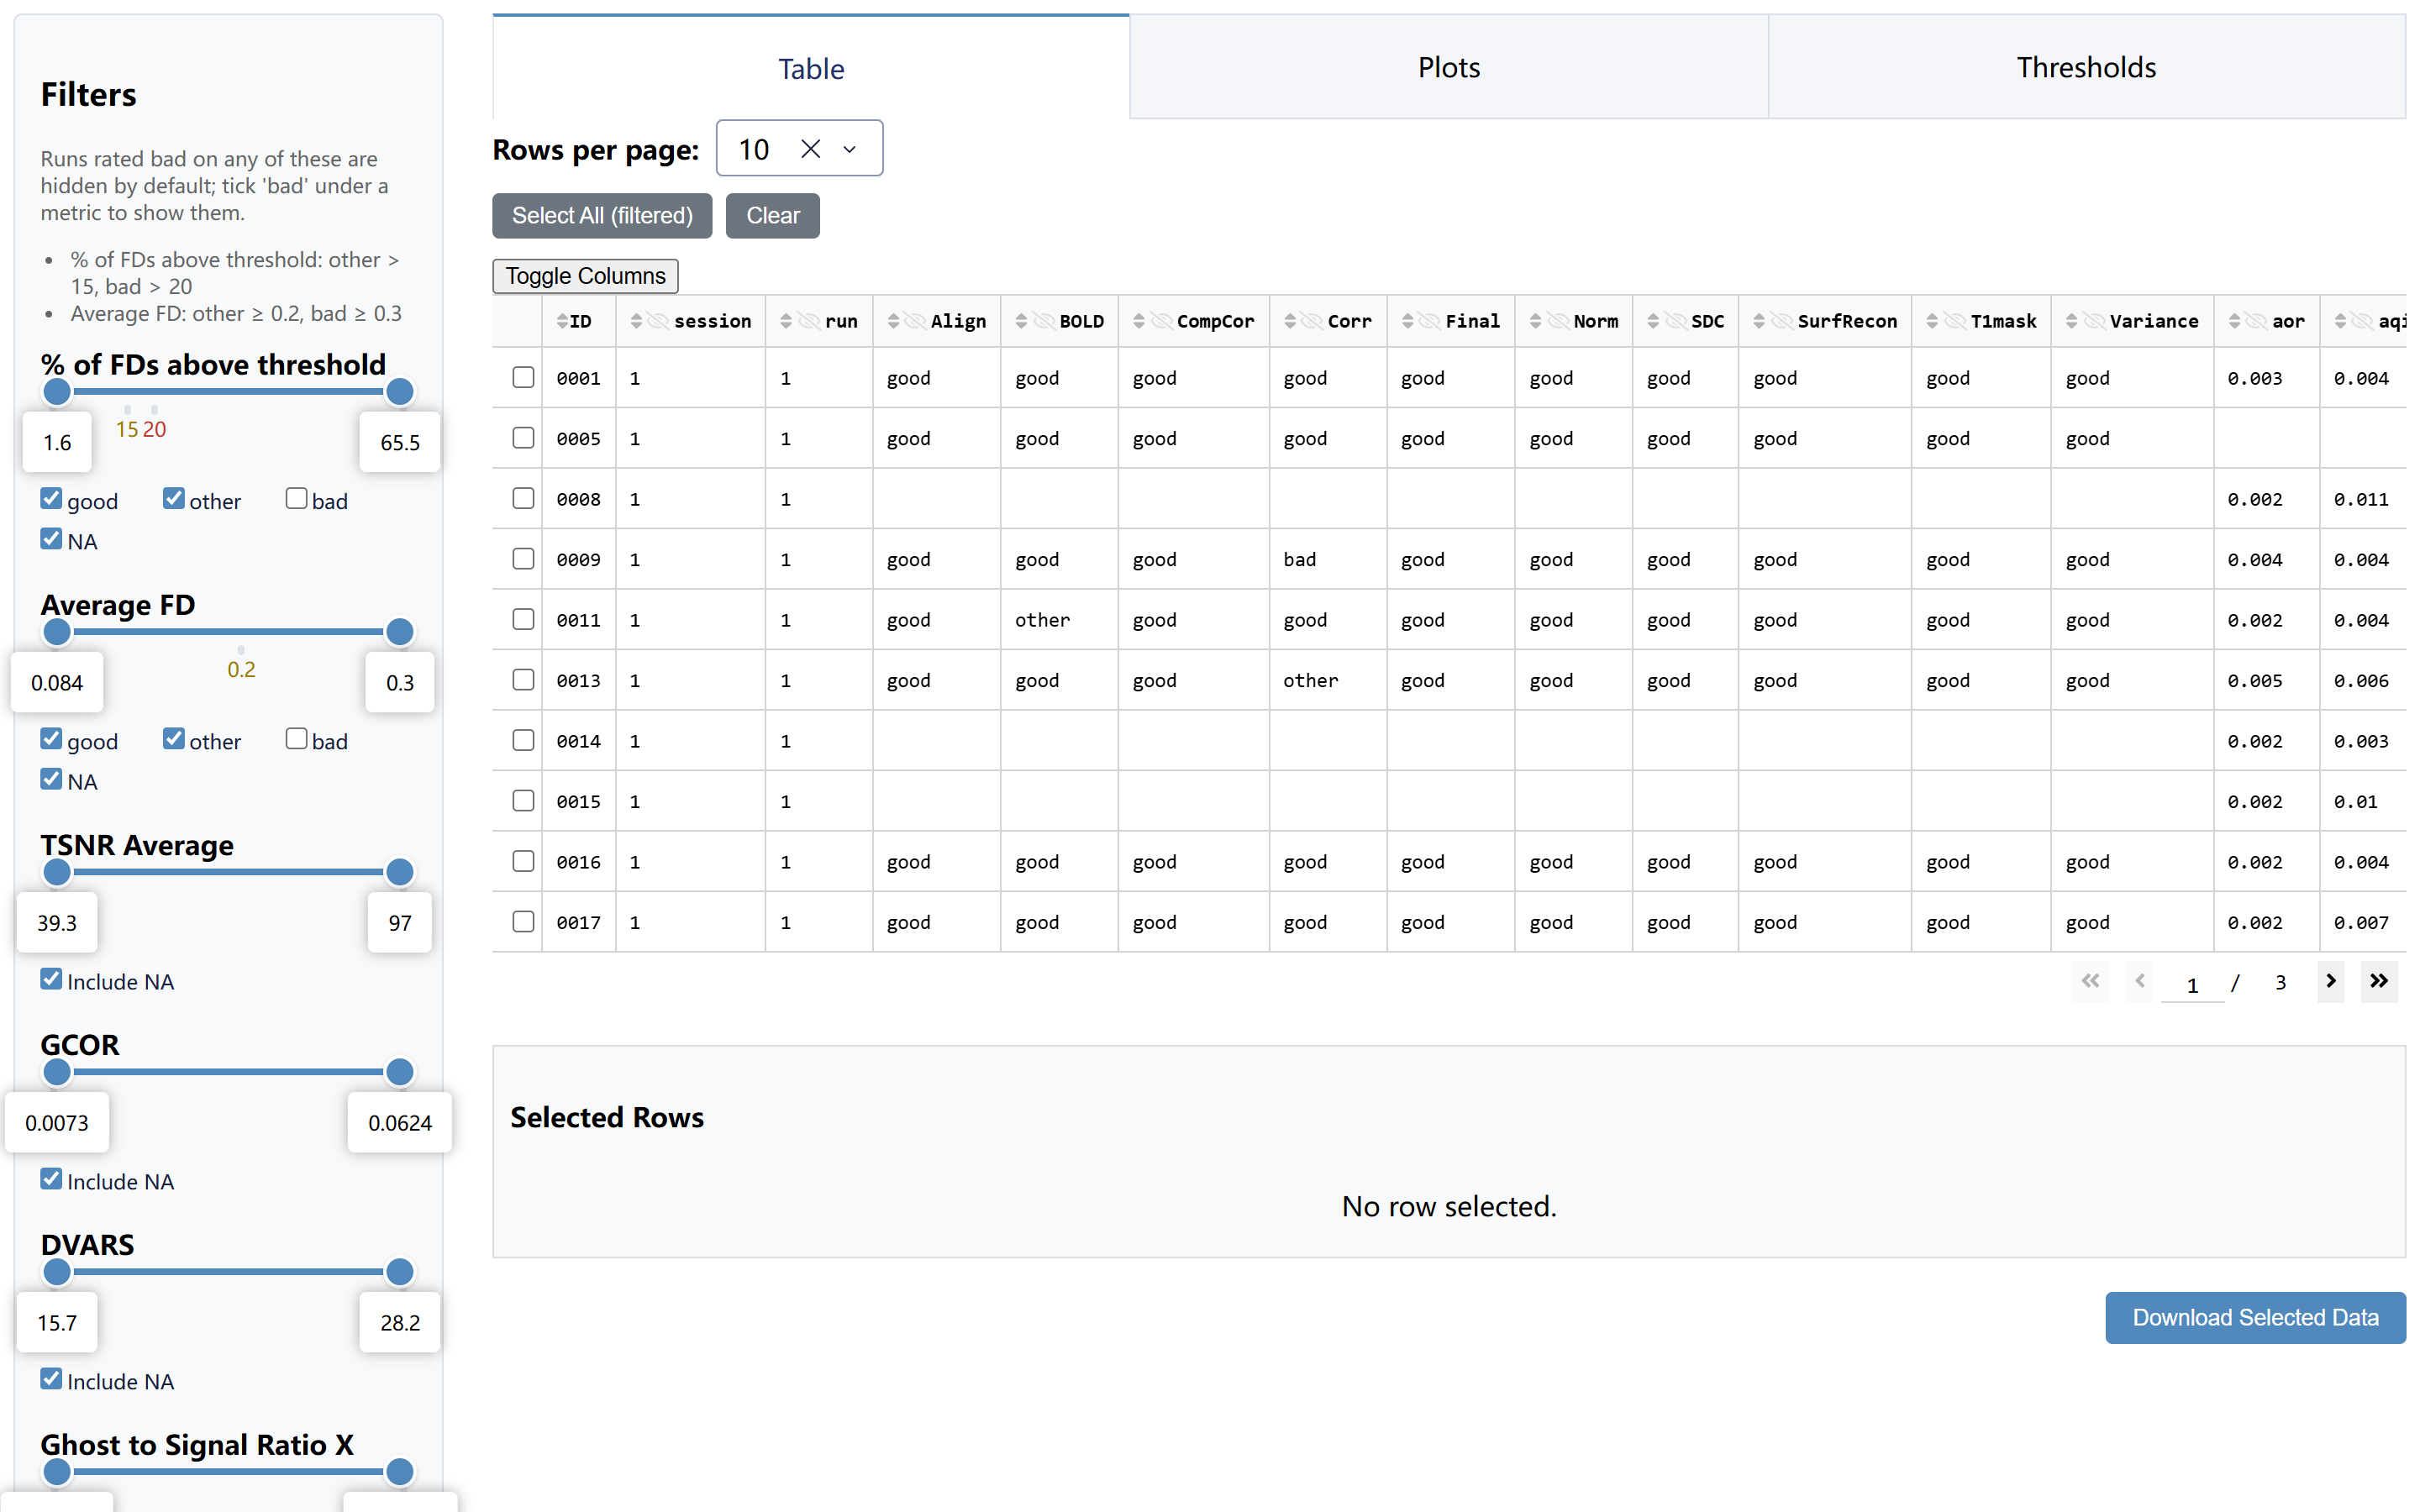 Filters
Runs rated bad on any of these are
hidden by default; tick 'bad' under a
metric to show them.
• % of FDs above threshold: other >
15, bad > 20
• Average FD: other ≥ 0.2, bad ≥ 0.3
% of FDs above threshold
15 20
1.6 65.5
good other bad
NA
Average FD
0.2
0.084 0.3
good other bad
NA
TSNR Average
39.3 97
Include NA
GCOR
0.0073 0.0624
Include NA
DVARS
15.7 28.2
Include NA
Ghost to Signal Ratio X
Table Plots Thresholds
Rows per page: 10
Select All (filtered) Clear
Toggle Columns
ID session run Align BOLD CompCor Corr Final Norm SDC SurfRecon T1mask Variance aor aqi
0001 1 1 good good good good good good good good good good 0.003 0.004
0005 1 1 good good good good good good good good good good
0008 1 1 0.002 0.011
0009 1 1 good good good bad good good good good good good 0.004 0.004
0011 1 1 good other good good good good good good good good 0.002 0.004
0013 1 1 good good good other good good good good good good 0.005 0.006
0014 1 1 0.002 0.003
0015 1 1 0.002 0.01
0016 1 1 good good good good good good good good good good 0.002 0.004
0017 1 1 good good good good good good good good good good 0.002 0.007
1 / 3
Selected Rows
No row selected.
Download Selected Data